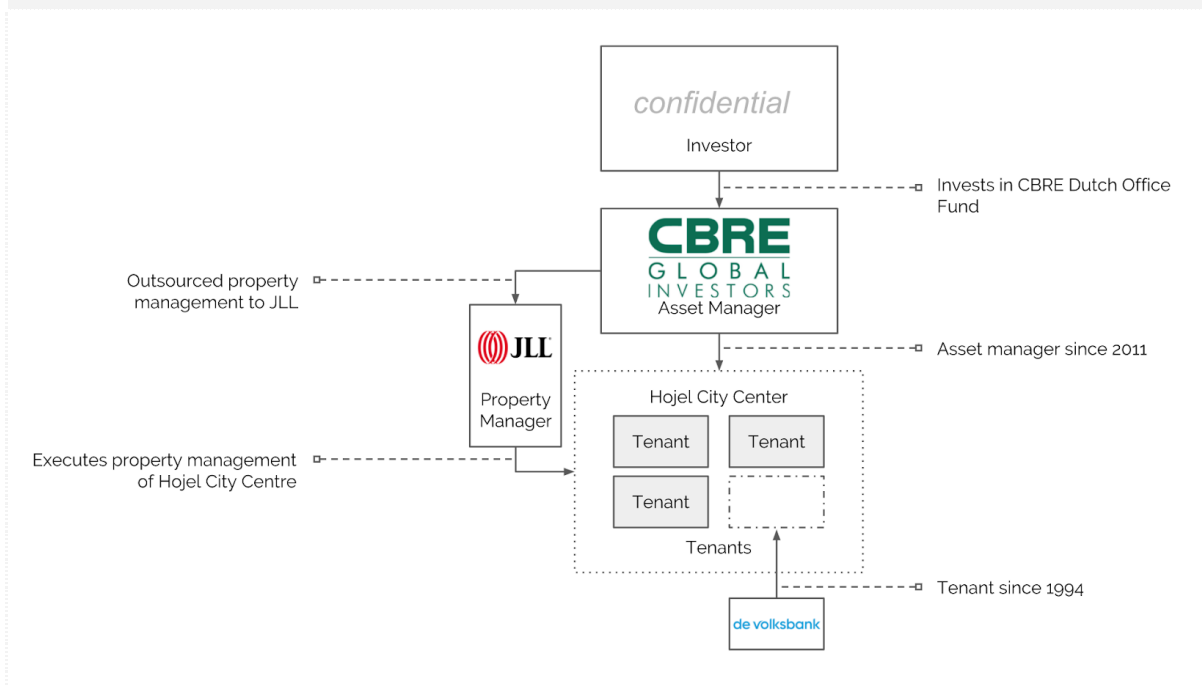 confidential
Investor
Invests in CBRE Dutch Office
Fund
CBRE
GLOBAL
INVESTORS
Asset Manager
Outsourced property
management to JLL
JLL
Property
Manager
Asset manager since 2011
Hojel City Center
Tenant
Tenant
Executes property management
of Hojel City Centre
Tenant
Tenants
Tenant since 1994
de volksbank